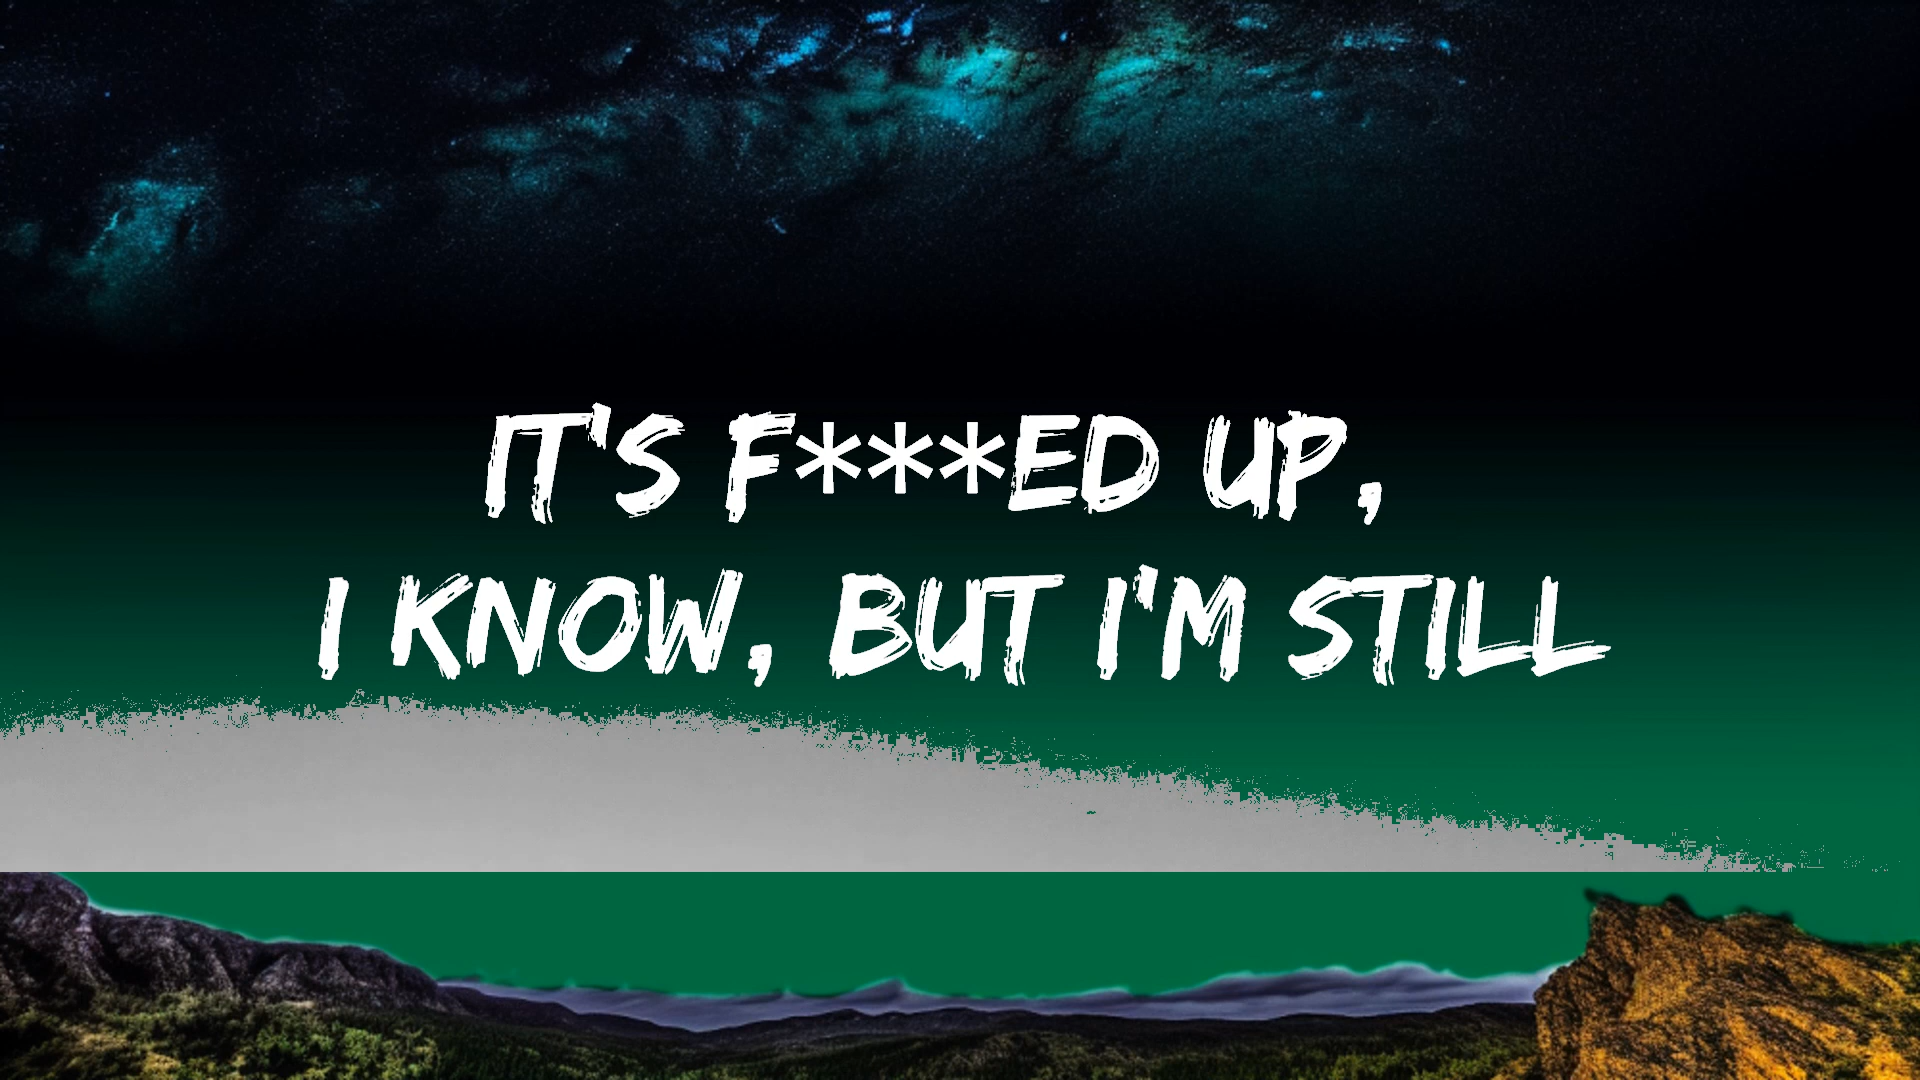 IT'S F***ED UP,
I KNOW, BUT I'M STILL